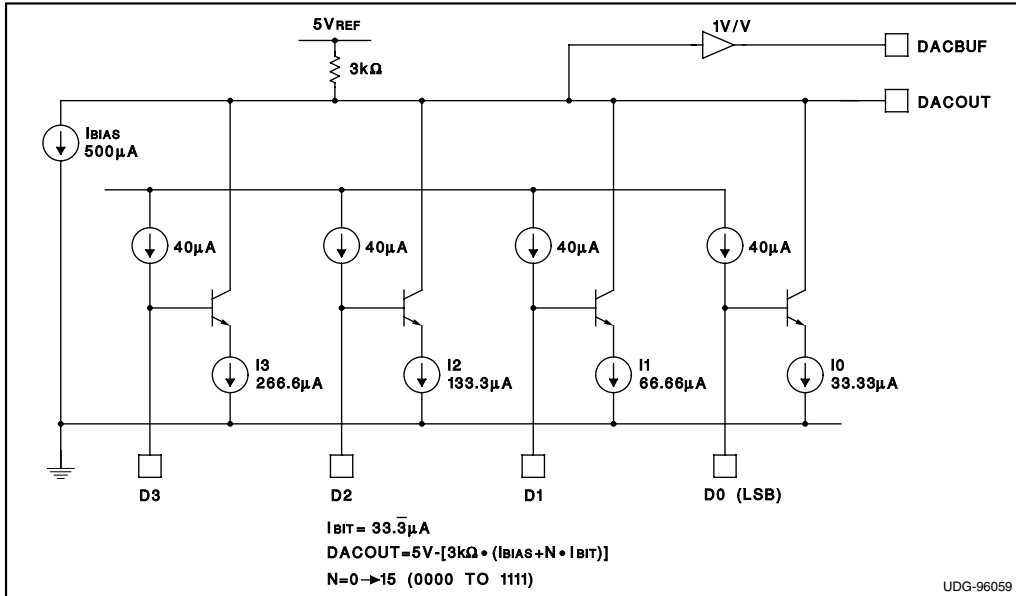 5VREF
1V/V
3kΩ
DACBUF
DACOUT
IBIAS
500µA
40µA
40µA
40µA
40µA
I3
266.6µA
I2
133.3µA
I1
66.66µA
I0
33.33µA
D3
D2
D1
D0 (LSB)
IBIT= 33.3̅µA
DACOUT=5V-[3kΩ•(IBIAS+N•IBIT)]
N=0→15 (0000 TO 1111)
UDG-96059